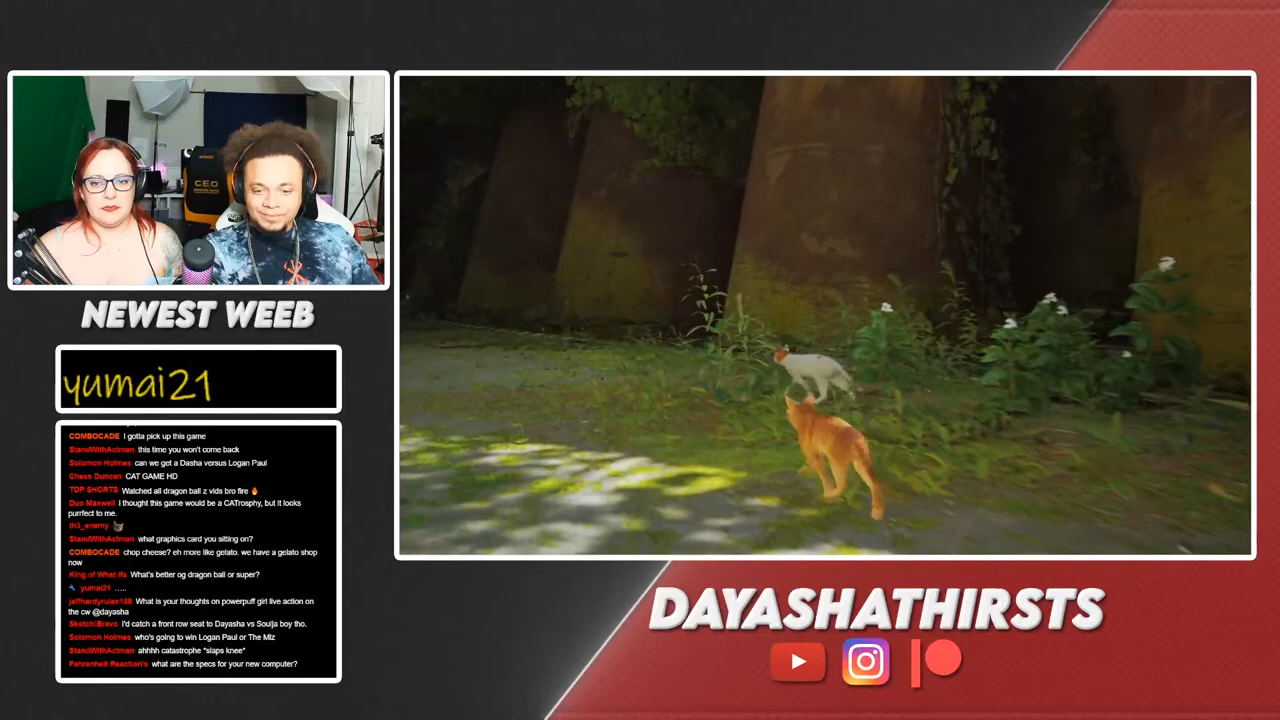 CEO
NEWEST WEEB
yumai21
COMBOCADE I gotta pick up this game
StandWithActman this time you won't come back
Solomon Holmes can we get a Dasha versus Logan Paul
Chess Duncan CAT GAME HD
TOP SHORTS Watched all dragon ball z vids bro fire
Duo Maxwell I thought this game would be a CATrosphy, but it looks
purrfect to me.
th3_enemy
StandWithActman what graphics card you sitting on?
COMBOCADE chop cheese? eh more like gelato. we have a gelato shop
now
King of What ifs What's better og dragon ball or super?
yumai21 .....
jeffhardyrules188 What is your thoughts on powerpuff girl live action on
the cw @dayasha
Sketch!Bravo I'd catch a front row seat to Dayasha vs Soulja boy tho.
Solomon Holmes who's going to win Logan Paul or The Miz
StandWithActman ahhhh catastrophe *slaps knee*
Fahrenheit Reaction's what are the specs for your new computer?
DAYASHATHIRSTS